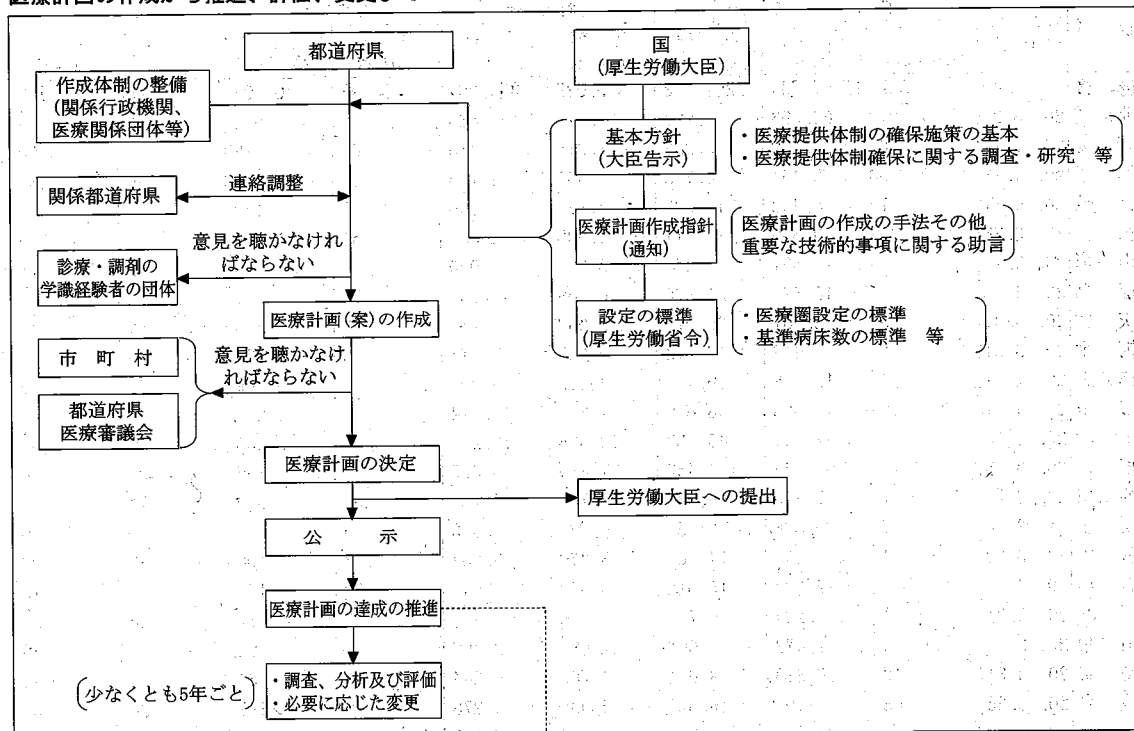 都道府県
国
(厚生労働大臣)
作成体制の整備
(関係行政機関、
医療関係団体等)
基本方針
(大臣告示)
・医療提供体制の確保施策の基本
・医療提供体制確保に関する調査・研究 等
関係都道府県
連絡調整
医療計画作成指針
(通知)
医療計画の作成の手法その他
重要な技術的事項に関する助言
意見を聴かなけれ
ばならない
診療・調剤の
学識経験者の団体
医療計画(案)の作成
設定の標準
(厚生労働省令)
・医療圏設定の標準
・基準病床数の標準 等
市 町 村
意見を聴かなけ
ればならない
都道府県
医療審議会
医療計画の決定
厚生労働大臣への提出
公 示
医療計画の達成の推進
(少なくとも5年ごと)
・調査、分析及び評価
・必要に応じた変更